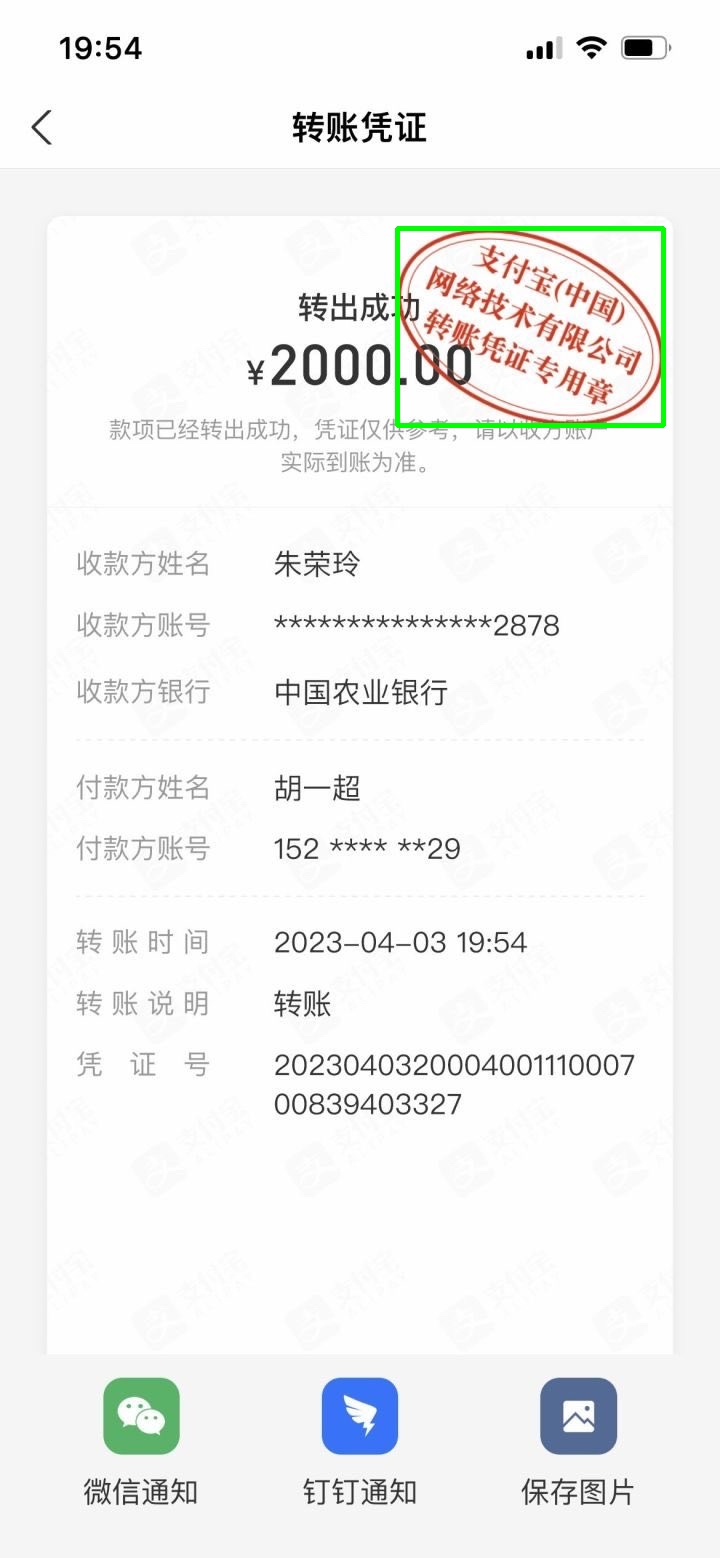 19:54
转账凭证
支付宝(中国)
网络技术有限公司
转账凭证专用章
转出成功
¥2000.00
款项已经转出成功，凭证仅供参考，请以收方账户
实际到账为准。
收款方姓名 朱荣玲
收款方账号 ***************2878
收款方银行 中国农业银行
付款方姓名 胡一超
付款方账号 152 **** **29
转账时间 2023-04-03 19:54
转账说明 转账
凭证号 2023040320004001110007
00839403327
微信通知 钉钉通知 保存图片